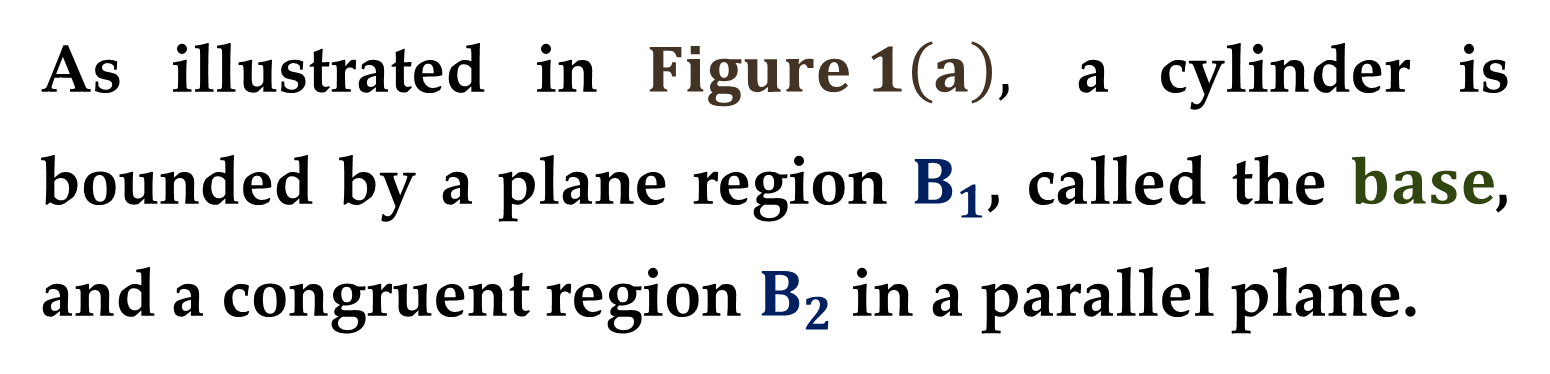 As illustrated in Figure 1(a), a cylinder is
bounded by a plane region B₁, called the base,
and a congruent region B₂ in a parallel plane.